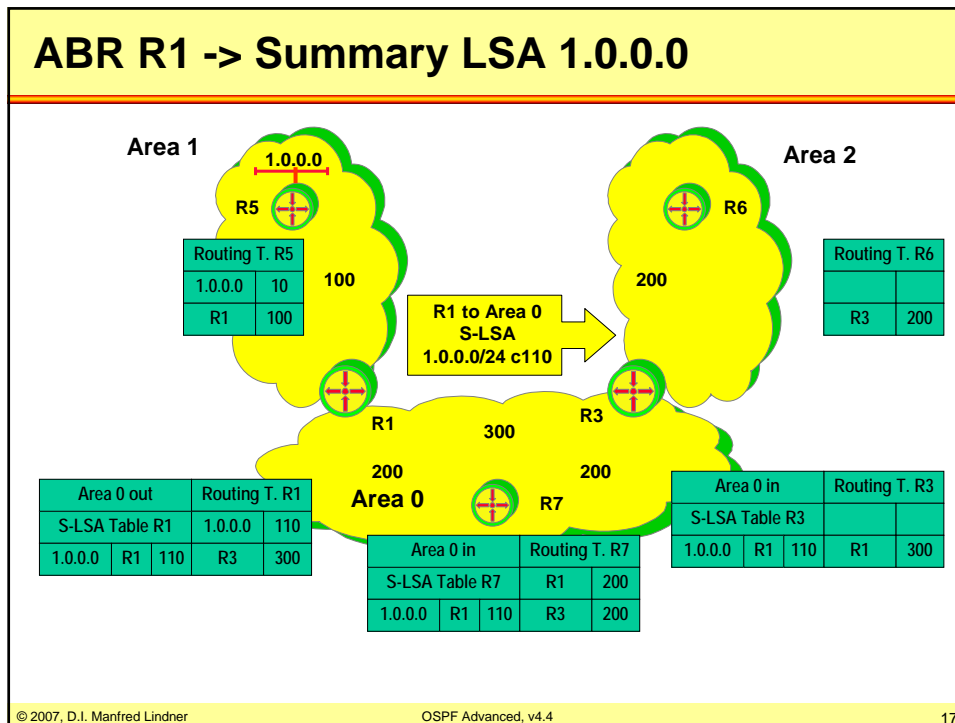 ABR R1 -> Summary LSA 1.0.0.0
Area 1
1.0.0.0
Area 2
R5
R6
Routing T. R5
1.0.0.0 10
R1 100
100
200
Routing T. R6
R3 200
R1 to Area 0
S-LSA
1.0.0.0/24 c110
R1
300
R3
200
200
Area 0
R7
Area 0 out Routing T. R1
S-LSA Table R1 1.0.0.0 110
1.0.0.0 R1 110 R3 300
Area 0 in Routing T. R7
S-LSA Table R7 R1 200
1.0.0.0 R1 110 R3 200
Area 0 in Routing T. R3
S-LSA Table R3
1.0.0.0 R1 110 R1 300
© 2007, D.I. Manfred Lindner
OSPF Advanced, v4.4
17